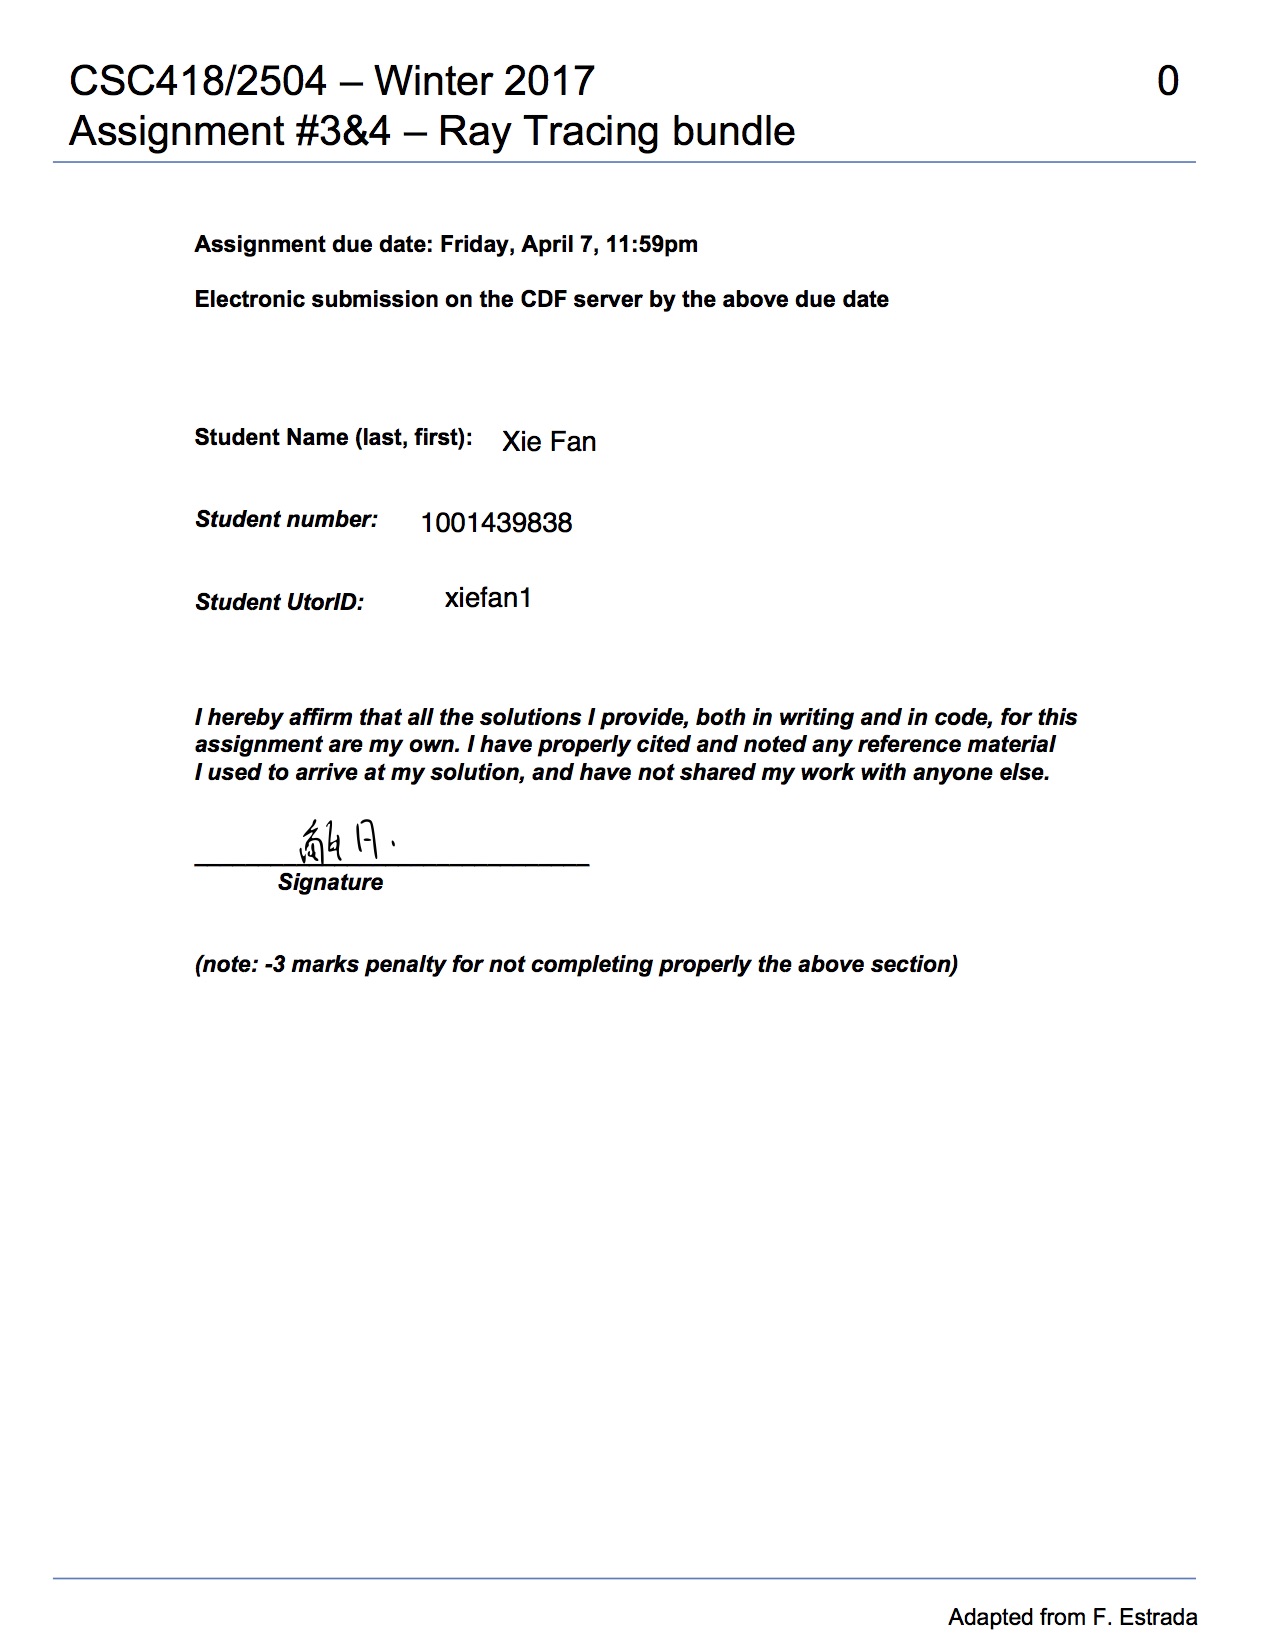 CSC418/2504 – Winter 2017 0
Assignment #3&4 – Ray Tracing bundle
Assignment due date: Friday, April 7, 11:59pm
Electronic submission on the CDF server by the above due date
Student Name (last, first): Xie Fan
Student number: 1001439838
Student UtorID: xiefan1
I hereby affirm that all the solutions I provide, both in writing and in code, for this
assignment are my own. I have properly cited and noted any reference material
I used to arrive at my solution, and have not shared my work with anyone else.
Signature
(note: -3 marks penalty for not completing properly the above section)
Adapted from F. Estrada